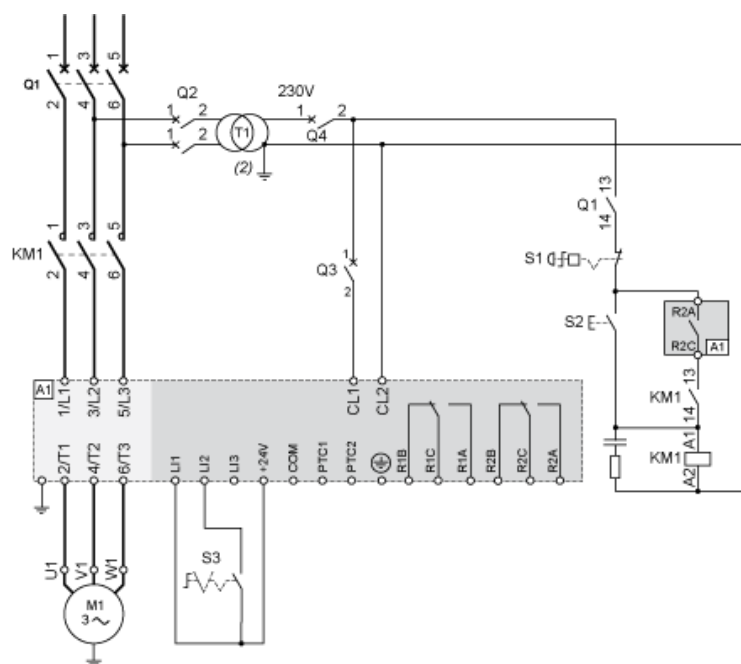 1 3 5
Q1
2 4 6
Q2
1 2
1 2
T1
(2)
230V
1 2
Q4
13
Q1
14
1 3 5
KM1
2 4 6
1
Q3
2
S1
S2
R2A
R2C A1
13
KM1
14
A1
KM1
A2
A1 1/L1 3/L2 5/L3 CL1 CL2
2/T1 4/T2 6/T3 LI1 LI2 LI3 +24V COM PTC1 PTC2 R1B R1C R1A R2B R2C R2A
S3
U1 V1 W1
M1
3